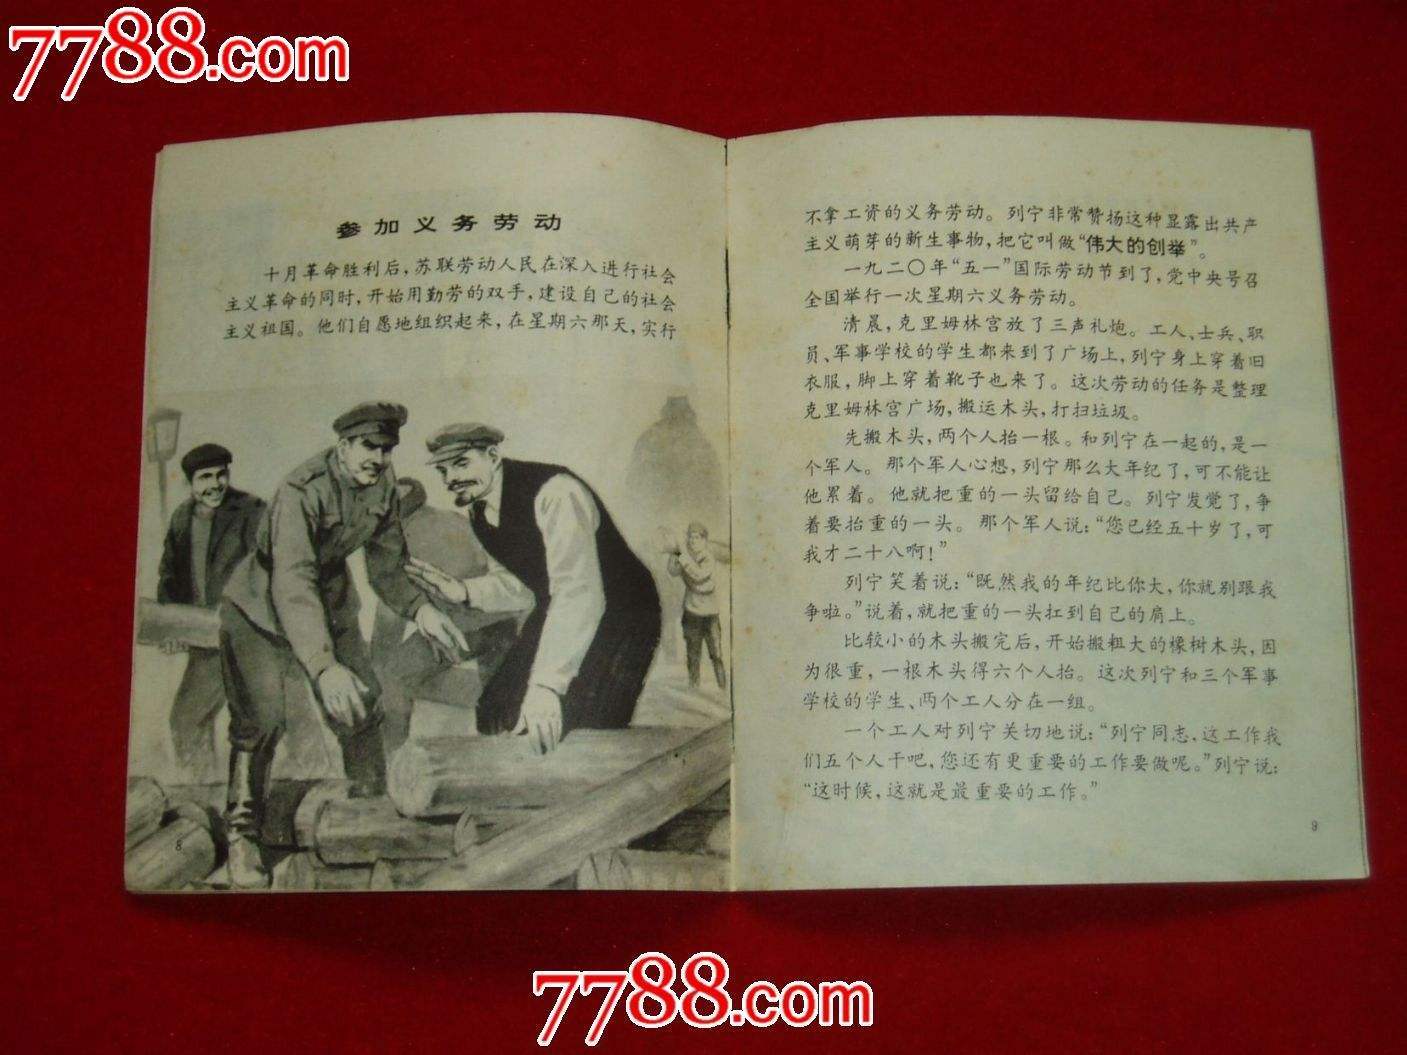 7788.com
参加义务劳动
十月革命胜利后，苏联劳动人民在深入进行社会
主义革命的同时，开始用勤劳的双手，建设自己的社会
主义祖国。他们自愿地组织起来，在星期六那天，实行
8
不拿工资的义务劳动。列宁非常赞扬这种显露出共产
主义萌芽的新生事物，把它叫做“伟大的创举”。
一九二〇年“五一”国际劳动节到了，党中央号召
全国举行一次星期六义务劳动。
清晨，克里姆林宫放了三声礼炮。工人、士兵、职
员、军事学校的学生都来到了广场上，列宁身上穿着旧
衣服，脚上穿着靴子也来了。这次劳动的任务是整理
克里姆林宫广场，搬运木头，打扫垃圾。
先搬木头，两个人抬一根。和列宁在一起的，是一
个军人。那个军人心想，列宁那么大年纪了，可不能让
他累着。他就把重的一头留给自己。列宁发觉了，争
着要抬重的一头。那个军人说：“您已经五十岁了，可
我才二十八啊！”
列宁笑着说：“既然我的年纪比你大，你就别跟我
争啦。”说着，就把重的一头扛到自己的肩上。
比较小的木头搬完后，开始搬粗大的橡树木头，因
为很重，一根木头得六个人抬。这次列宁和三个军事
学校的学生、两个工人分在一组。
一个工人对列宁关切地说：“列宁同志，这工作我
们五个人干吧，您还有更重要的工作要做呢。”列宁说：
“这时候，这就是最重要的工作。”
9
7788.com